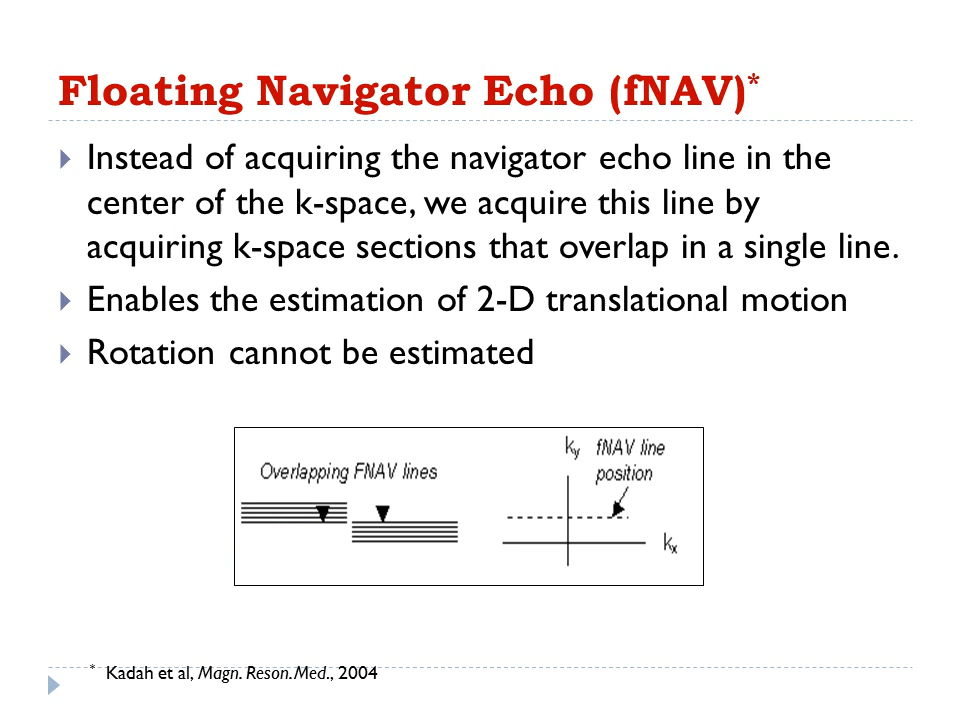 Floating Navigator Echo (fNAV)*
Instead of acquiring the navigator echo line in the
center of the k-space, we acquire this line by
acquiring k-space sections that overlap in a single line.
Enables the estimation of 2-D translational motion
Rotation cannot be estimated
Overlapping FNAV lines
ky
fNAV line
position
kx
* Kadah et al, Magn. Reson. Med., 2004